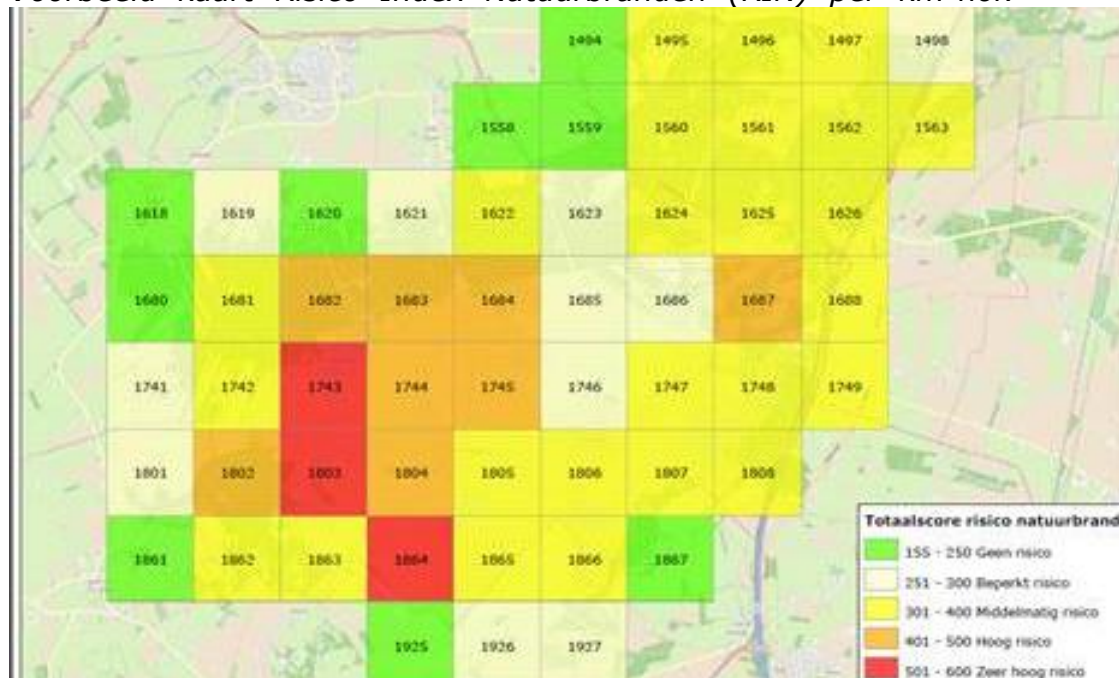 Voorbeeld kaart Risico Index Natuurbranden (RIN) per km-hok
1494 1495 1496 1497 1498
1558 1559 1560 1561 1562 1563
1618 1619 1620 1621 1622 1623 1624 1625 1626
1680 1681 1682 1683 1684 1685 1686 1687 1688
1741 1742 1743 1744 1745 1746 1747 1748 1749
1801 1802 1803 1804 1805 1806 1807 1808
1861 1862 1863 1864 1865 1866 1867
1925 1926 1927
Totaalscore risico natuurbrand
155 - 250 Geen risico
251 - 300 Beperkt risico
301 - 400 Middelmatig risico
401 - 500 Hoog risico
501 - 600 Zeer hoog risico